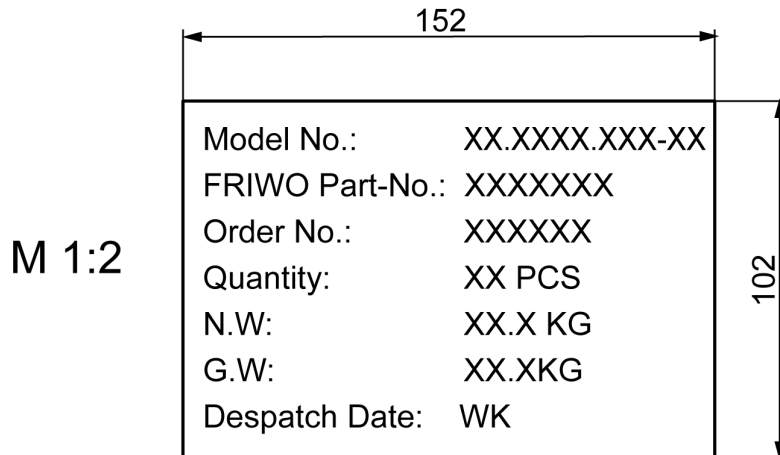 152
Model No.: XX.XXXX.XXX-XX
FRIWO Part-No.: XXXXXXX
Order No.: XXXXXX
M 1:2
Quantity: XX PCS
102
N.W: XX.X KG
G.W: XX.XKG
Despatch Date: WK